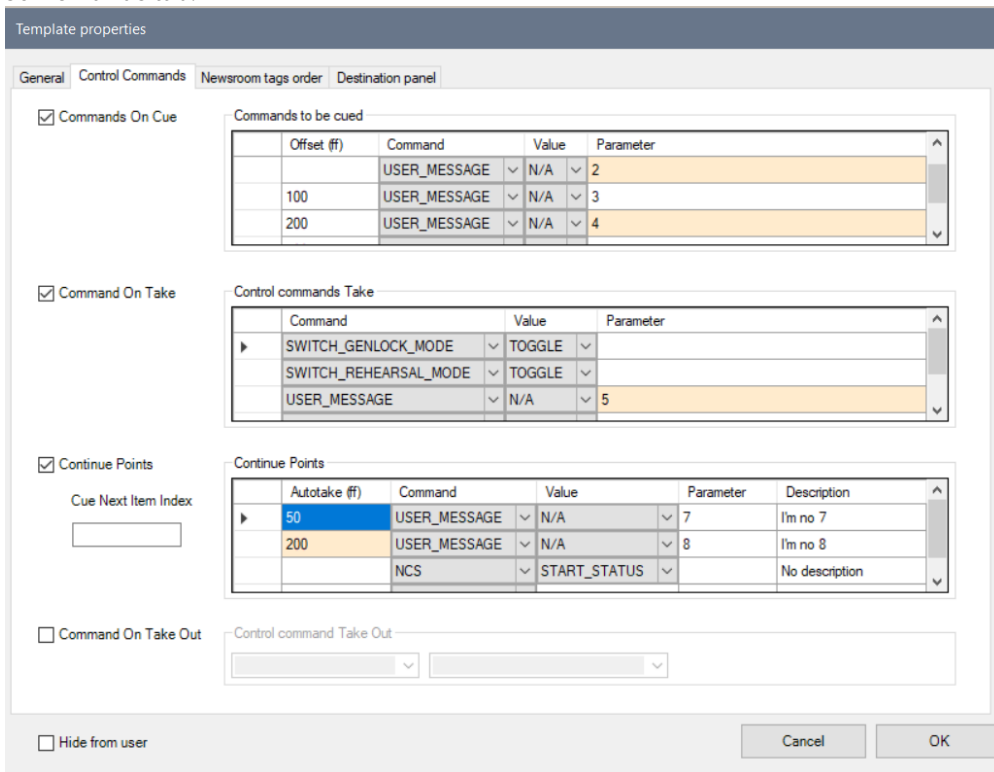 Template properties
General Control Commands Newsroom tags order Destination panel
Commands On Cue
Commands to be cued
Offset (ff) Command Value Parameter
USER_MESSAGE N/A 2
100 USER_MESSAGE N/A 3
200 USER_MESSAGE N/A 4
Command On Take
Control commands Take
Command Value Parameter
SWITCH_GENLOCK_MODE TOGGLE
SWITCH_REHEARSAL_MODE TOGGLE
USER_MESSAGE N/A 5
Continue Points
Cue Next Item Index
Continue Points
Autotake (ff) Command Value Parameter Description
50 USER_MESSAGE N/A 7 I'm no 7
200 USER_MESSAGE N/A 8 I'm no 8
NCS START_STATUS No description
Command On Take Out
Control command Take Out
Hide from user
Cancel OK